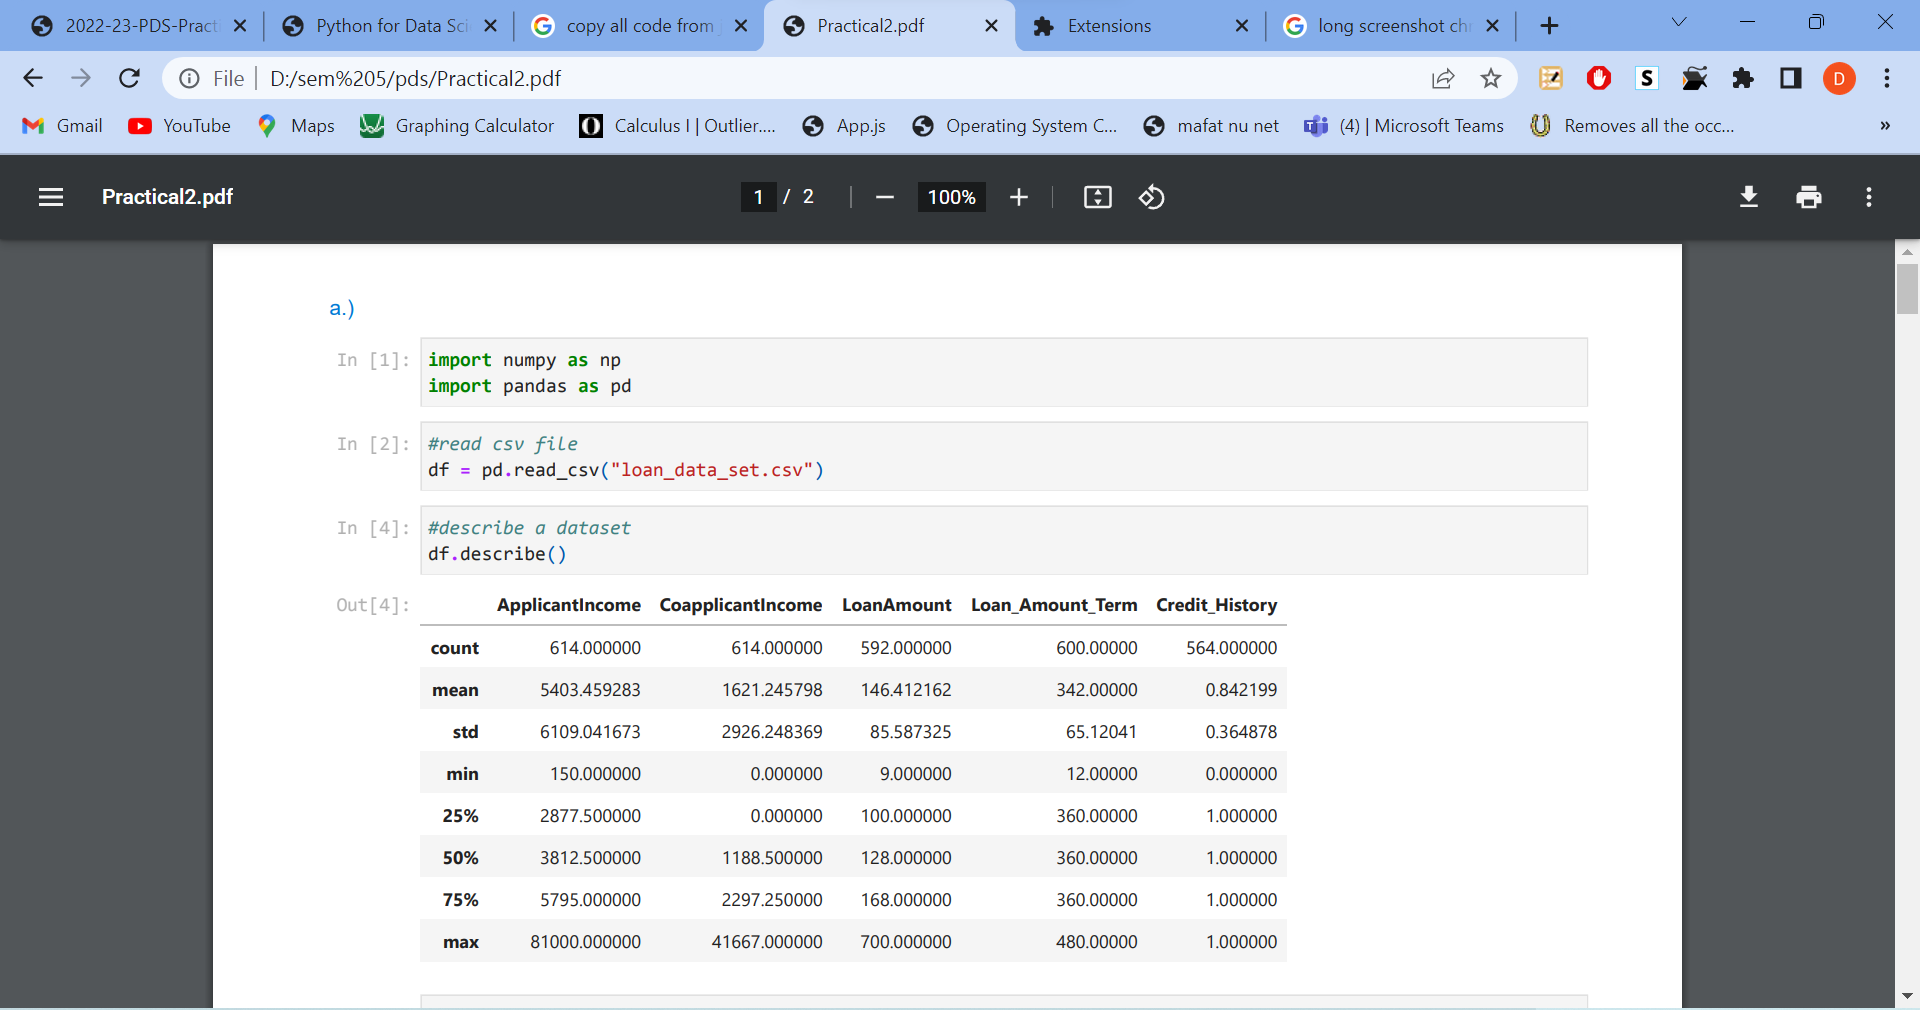 2022-23-PDS-Pract
Python for Data Sci
copy all code from j
Practical2.pdf
Extensions
long screenshot chr
File
D:/sem%205/pds/Practical2.pdf
S
D
Gmail
YouTube
Maps
Graphing Calculator
Calculus I | Outlier....
App.js
Operating System C...
mafat nu net
(4) | Microsoft Teams
Removes all the occ...
»
Practical2.pdf
1 / 2
100%
a.)
In [1]:
import numpy as np
import pandas as pd
In [2]:
#read csv file
df = pd.read_csv("loan_data_set.csv")
In [4]:
#describe a dataset
df.describe()
Out[4]:
ApplicantIncome CoapplicantIncome LoanAmount Loan_Amount_Term Credit_History
count 614.000000 614.000000 592.000000 600.00000 564.000000
mean 5403.459283 1621.245798 146.412162 342.00000 0.842199
std 6109.041673 2926.248369 85.587325 65.12041 0.364878
min 150.000000 0.000000 9.000000 12.00000 0.000000
25% 2877.500000 0.000000 100.000000 360.00000 1.000000
50% 3812.500000 1188.500000 128.000000 360.00000 1.000000
75% 5795.000000 2297.250000 168.000000 360.00000 1.000000
max 81000.000000 41667.000000 700.000000 480.00000 1.000000